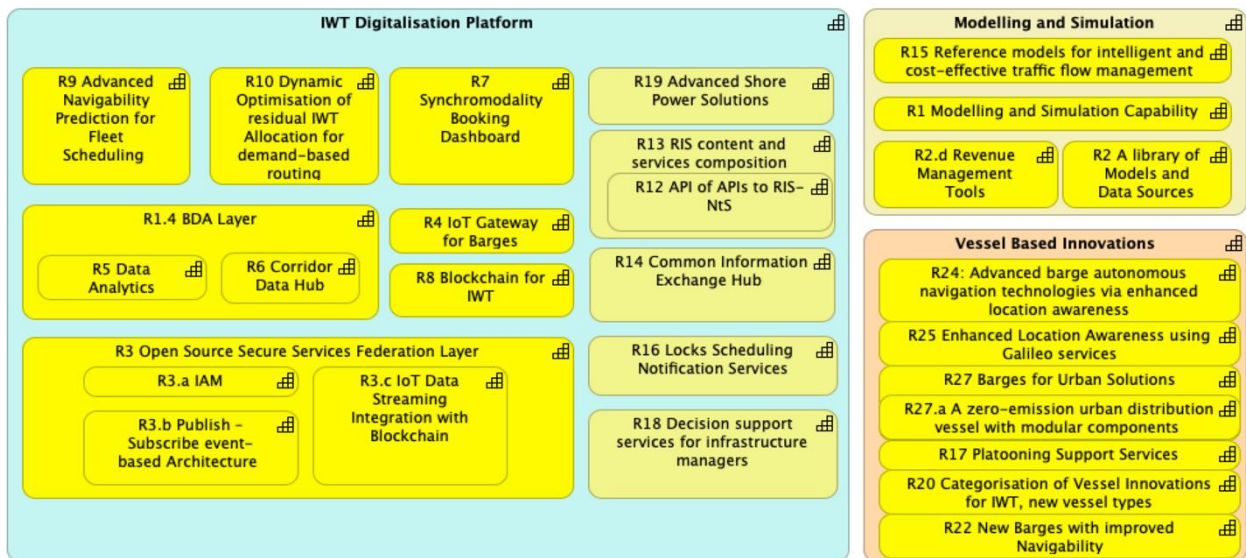 IWT Digitalisation Platform
R9 Advanced
Navigability
Prediction for
Fleet
Scheduling
R10 Dynamic
Optimisation of
residual IWT
Allocation for
demand-based
routing
R7
Synchromodality
Booking
Dashboard
R19 Advanced Shore
Power Solutions
R13 RIS content and
services composition
R12 API of APIs to RIS-
NtS
R1.4 BDA Layer
R5 Data
Analytics
R6 Corridor
Data Hub
R4 IoT Gateway
for Barges
R8 Blockchain for
IWT
R14 Common Information
Exchange Hub
R3 Open Source Secure Services Federation Layer
R3.a IAM
R3.b Publish -
Subscribe event-
based Architecture
R3.c IoT Data
Streaming
Integration with
Blockchain
R16 Locks Scheduling
Notification Services
R18 Decision support
services for infrastructure
managers
Modelling and Simulation
R15 Reference models for intelligent and
cost-effective traffic flow management
R1 Modelling and Simulation Capability
R2.d Revenue
Management
Tools
R2 A library of
Models and
Data Sources
Vessel Based Innovations
R24: Advanced barge autonomous
navigation technologies via enhanced
location awareness
R25 Enhanced Location Awareness using
Galileo services
R27 Barges for Urban Solutions
R27.a A zero-emission urban distribution
vessel with modular components
R17 Platooning Support Services
R20 Categorisation of Vessel Innovations
for IWT, new vessel types
R22 New Barges with improved
Navigability